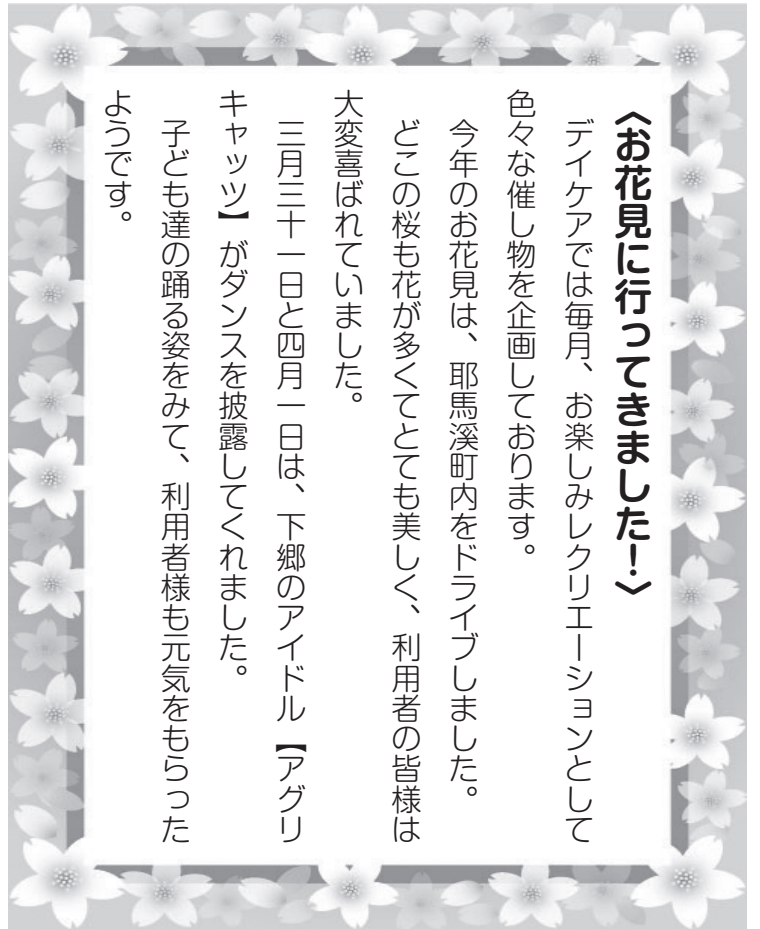 〈お花見に行ってきました！〉
デイケアでは毎月、お楽しみレクリエーションとして
色々な催し物を企画しております。
今年のお花見は、耶馬溪町内をドライブしました。
どこの桜も花が多くてとても美しく、利用者の皆様は
大変喜ばれていました。
三月三十一日と四月一日は、下郷のアイドル【アグリ
キャッツ】がダンスを披露してくれました。
子ども達の踊る姿をみて、利用者様も元気をもらった
ようです。